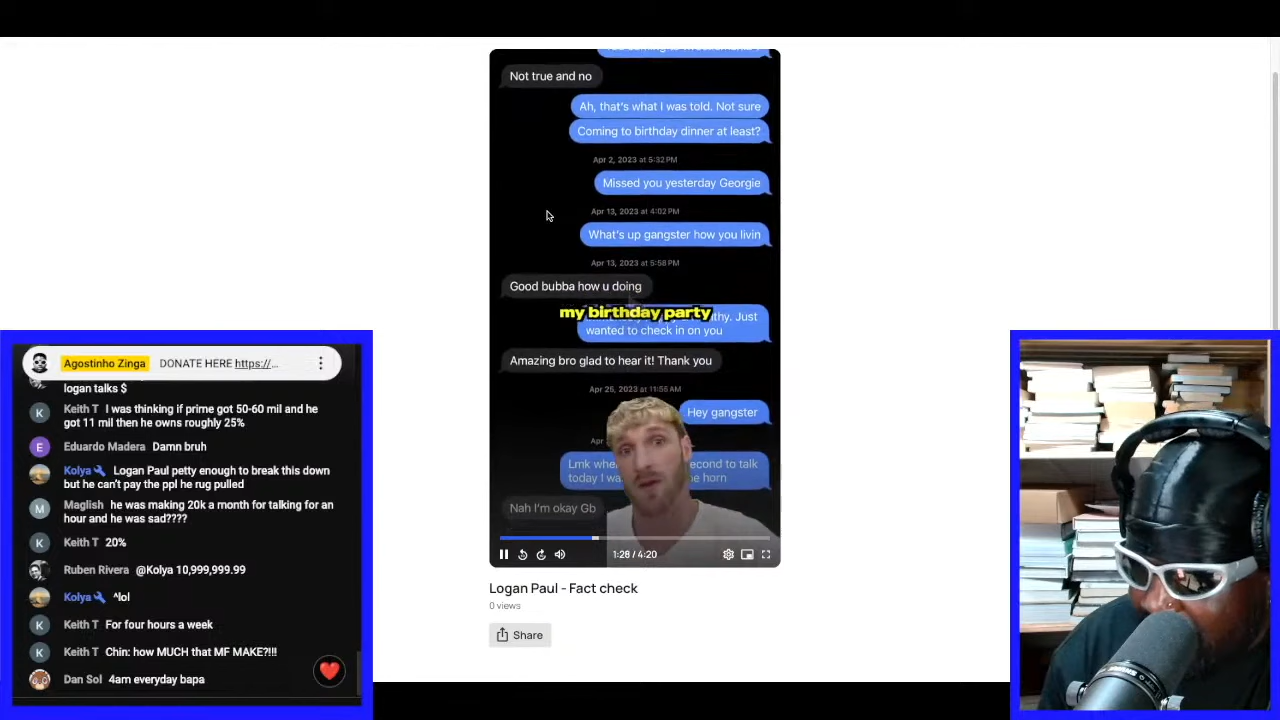 Not true and no
Ah, that's what I was told. Not sure
Coming to birthday dinner at least?
Apr 2, 2023 at 5:32PM
Missed you yesterday Georgie
Apr 13, 2023 at 4:02PM
What's up gangster how you livin
Apr 13, 2023 at 5:58PM
Good bubba how u doing
my birthday party
thy. Just
wanted to check in on you
Amazing bro glad to hear it! Thank you
Apr 25, 2023 at 11:55AM
Hey gangster
Apr
Lmk whe econd to talk
today I wa e horn
Nah I'm okay Gb
1:28 / 4:20
Logan Paul - Fact check
0 views
Share
Agostinho Zinga DONATE HERE https://...
logan talks $
K Keith T I was thinking if prime got 50-60 mil and he
got 11 mil then he owns roughly 25%
E Eduardo Madera Damn bruh
Kolya Logan Paul petty enough to break this down
but he can't pay the ppl he rug pulled
M Maglish he was making 20k a month for talking for an
hour and he was sad????
K Keith T 20%
Ruben Rivera @Kolya 10,999,999.99
Kolya ^lol
K Keith T For four hours a week
K Keith T Chin: how MUCH that MF MAKE?!!!
Dan Sol 4am everyday bapa